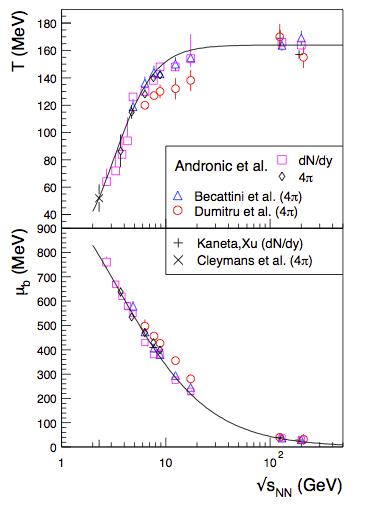 T (MeV)
180
160
140
120
100
80
60
40
Andronic et al.
dN/dy
4π
Becattini et al. (4π)
Dumitru et al. (4π)
Kaneta,Xu (dN/dy)
Cleymans et al. (4π)
μb (MeV)
900
800
700
600
500
400
300
200
100
0
1
10
10²
√sNN (GeV)